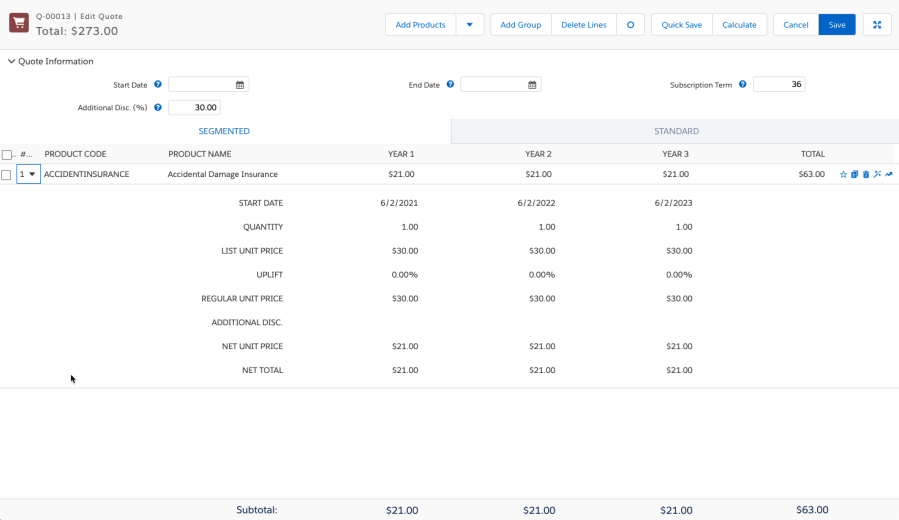 Q-00013 | Edit Quote
Total: $273.00
Add Products Add Group Delete Lines Quick Save Calculate Cancel Save
Quote Information
Start Date End Date Subscription Term 36
Additional Disc. (%) 30.00
SEGMENTED STANDARD
#... PRODUCT CODE PRODUCT NAME YEAR 1 YEAR 2 YEAR 3 TOTAL
1 ACCIDENTINSURANCE Accidental Damage Insurance $21.00 $21.00 $21.00 $63.00
START DATE 6/2/2021 6/2/2022 6/2/2023
QUANTITY 1.00 1.00 1.00
LIST UNIT PRICE $30.00 $30.00 $30.00
UPLIFT 0.00% 0.00% 0.00%
REGULAR UNIT PRICE $30.00 $30.00 $30.00
ADDITIONAL DISC.
NET UNIT PRICE $21.00 $21.00 $21.00
NET TOTAL $21.00 $21.00 $21.00
Subtotal: $21.00 $21.00 $21.00 $63.00